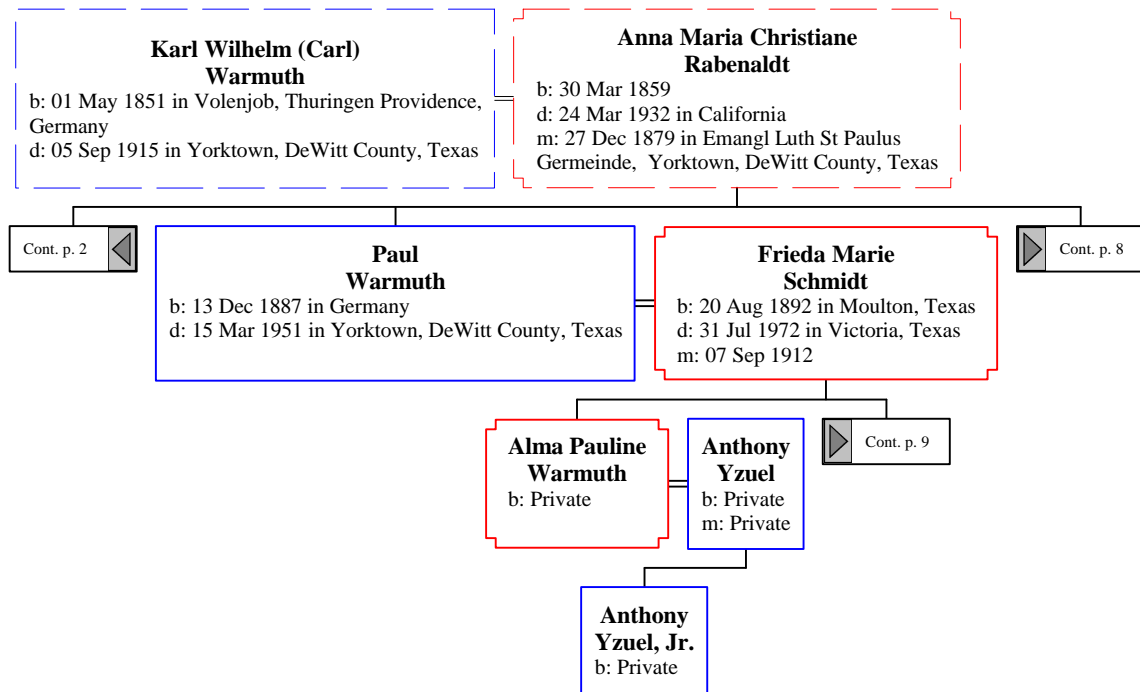 Karl Wilhelm (Carl)
Warmuth
b: 01 May 1851 in Volenjob, Thuringen Providence,
Germany
d: 05 Sep 1915 in Yorktown, DeWitt County, Texas
Anna Maria Christiane
Rabenaldt
b: 30 Mar 1859
d: 24 Mar 1932 in California
m: 27 Dec 1879 in Emangl Luth St Paulus
Germeinde, Yorktown, DeWitt County, Texas
Cont. p. 2
Paul
Warmuth
b: 13 Dec 1887 in Germany
d: 15 Mar 1951 in Yorktown, DeWitt County, Texas
Frieda Marie
Schmidt
b: 20 Aug 1892 in Moulton, Texas
d: 31 Jul 1972 in Victoria, Texas
m: 07 Sep 1912
Cont. p. 8
Alma Pauline
Warmuth
b: Private
Anthony
Yzuel
b: Private
m: Private
Cont. p. 9
Anthony
Yzuel, Jr.
b: Private